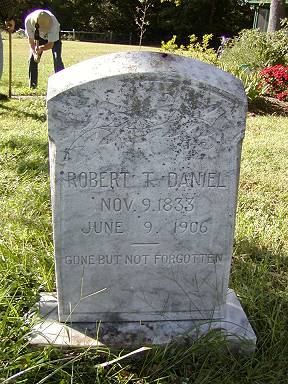 ROBERT T. DANIEL
NOV. 9. 1833
JUNE 9. 1906
GONE BUT NOT FORGOTTEN